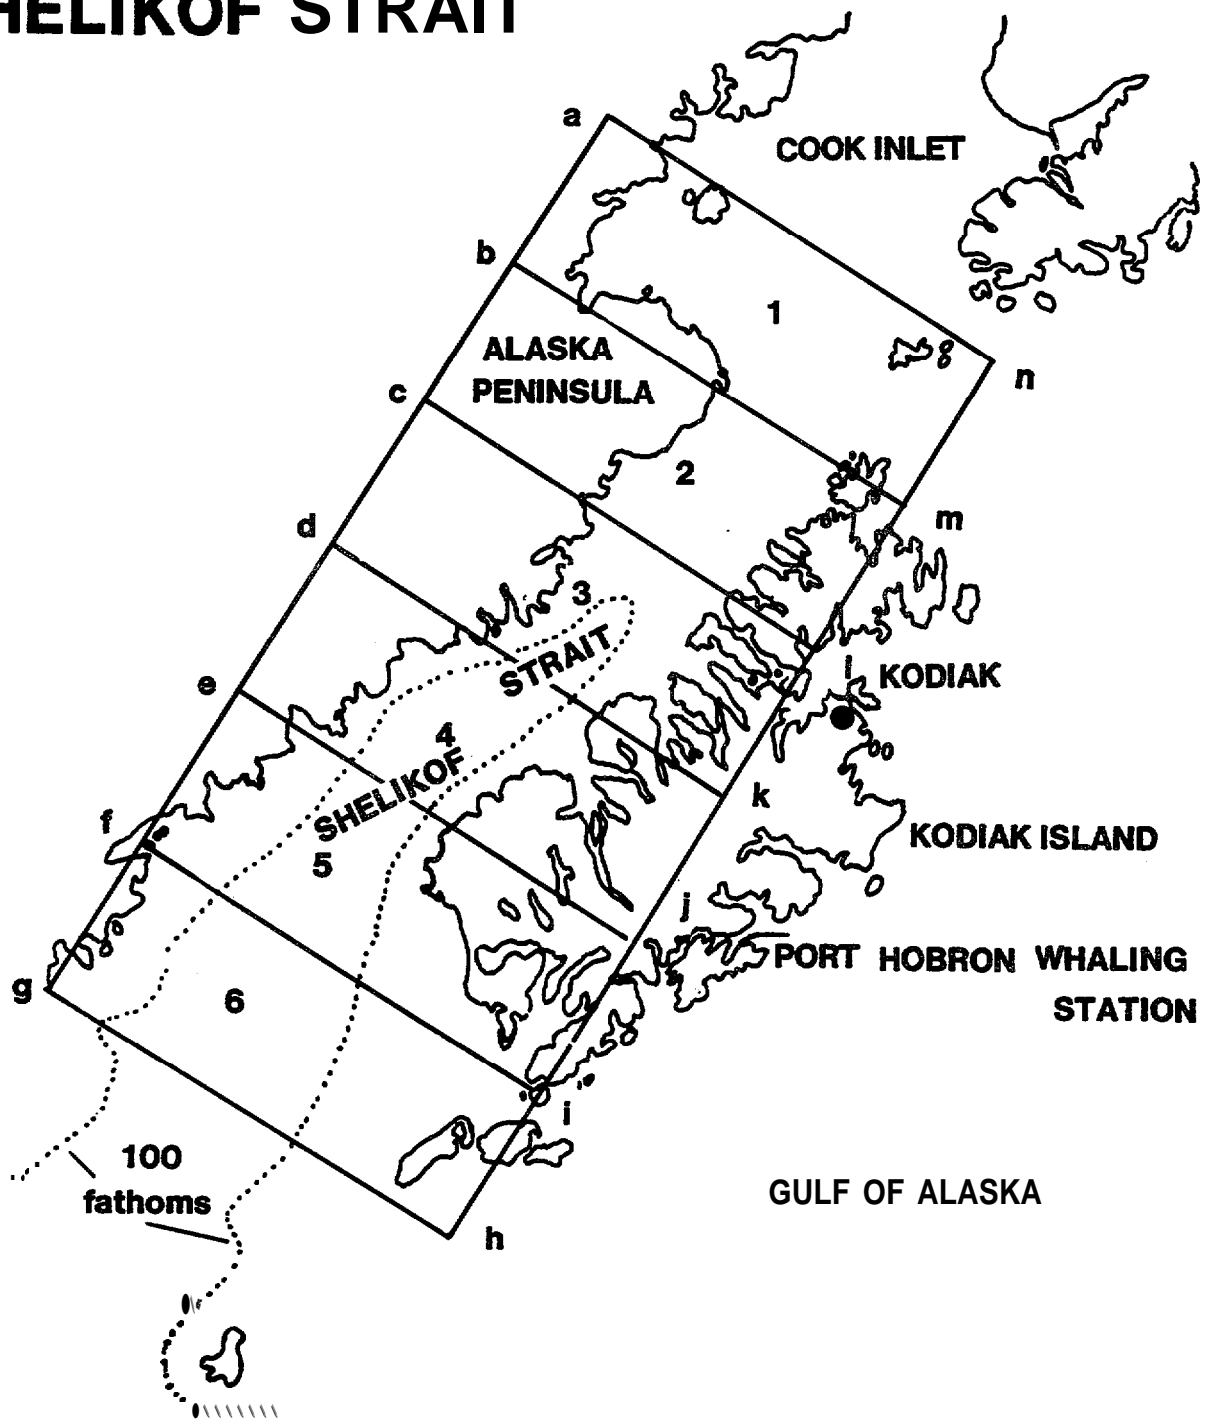 HELIKOF STRAIT
a
COOK INLET
b
1
ALASKA
PENINSULA
n
c
2
m
d
3
STRAIT
l
KODIAK
e
4
SHELIKOF
k
f
KODIAK ISLAND
5
j
PORT HOBRON WHALING
STATION
g
6
i
100
fathoms
GULF OF ALASKA
h